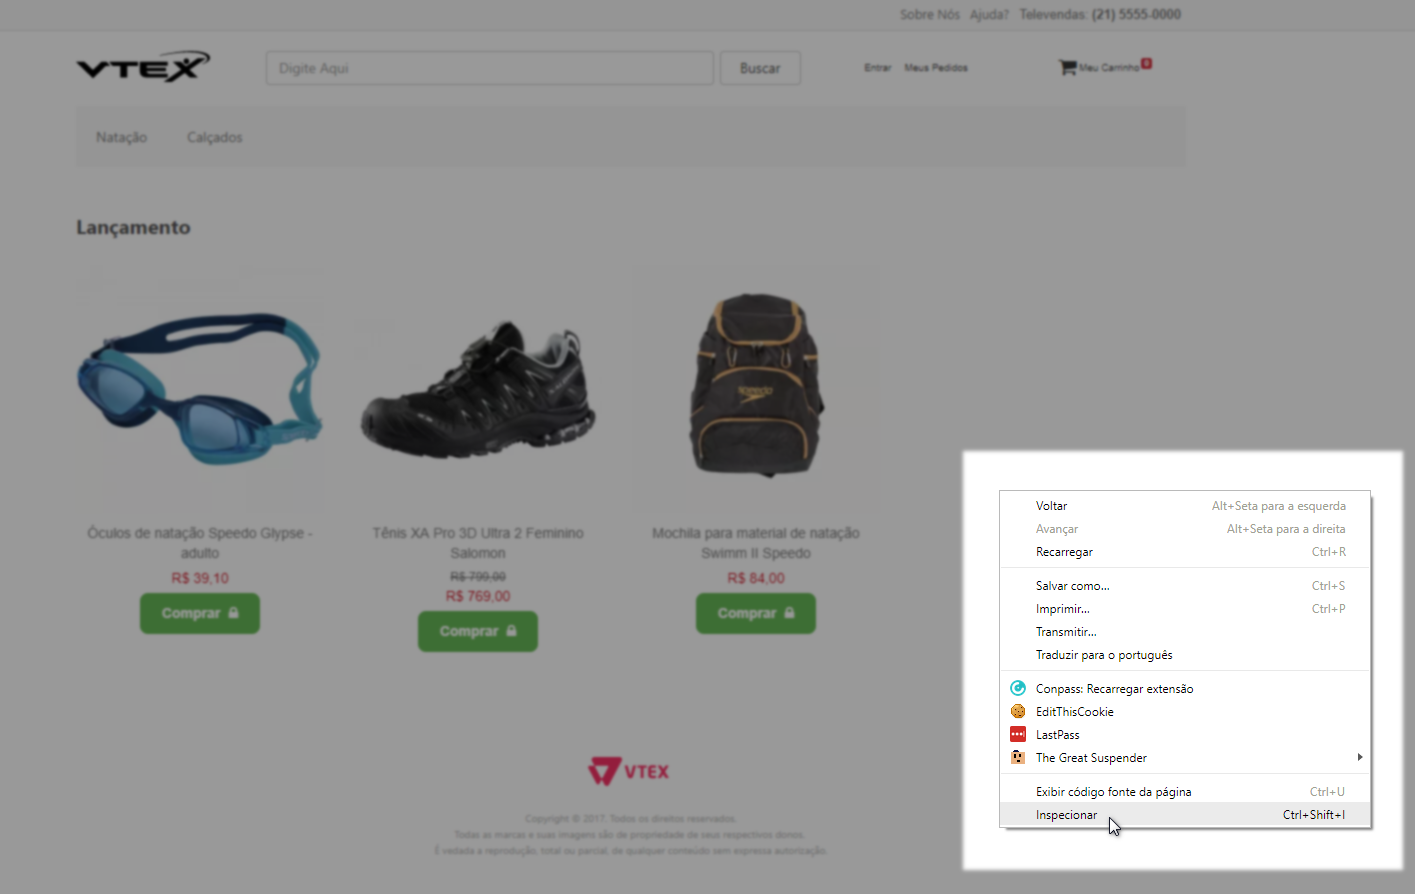 Sobre Nós Ajuda? Televendas: (21) 5555-0000
VTEX
Digite Aqui
Buscar
Entrar Meus Pedidos
Meu Carrinho 0
Natação Calçados
Lançamento
speedo
Óculos de natação Speedo Glypse -
adulto
R$ 39,10
Comprar
Tênis XA Pro 3D Ultra 2 Feminino
Salomon
R$ 799,00
R$ 769,00
Comprar
Mochila para material de natação
Swimm II Speedo
R$ 84,00
Comprar
Voltar Alt+Seta para a esquerda
Avançar Alt+Seta para a direita
Recarregar Ctrl+R
Salvar como... Ctrl+S
Imprimir... Ctrl+P
Transmitir...
Traduzir para o português
Conpass: Recarregar extensão
EditThisCookie
LastPass
The Great Suspender
Exibir código fonte da página Ctrl+U
Inspecionar Ctrl+Shift+I
VTEX
Copyright © 2017. Todos os direitos reservados.
Todas as marcas e suas imagens são de propriedade de seus respectivos donos.
É vedada a reprodução, total ou parcial, de qualquer conteúdo sem expressa autorização.